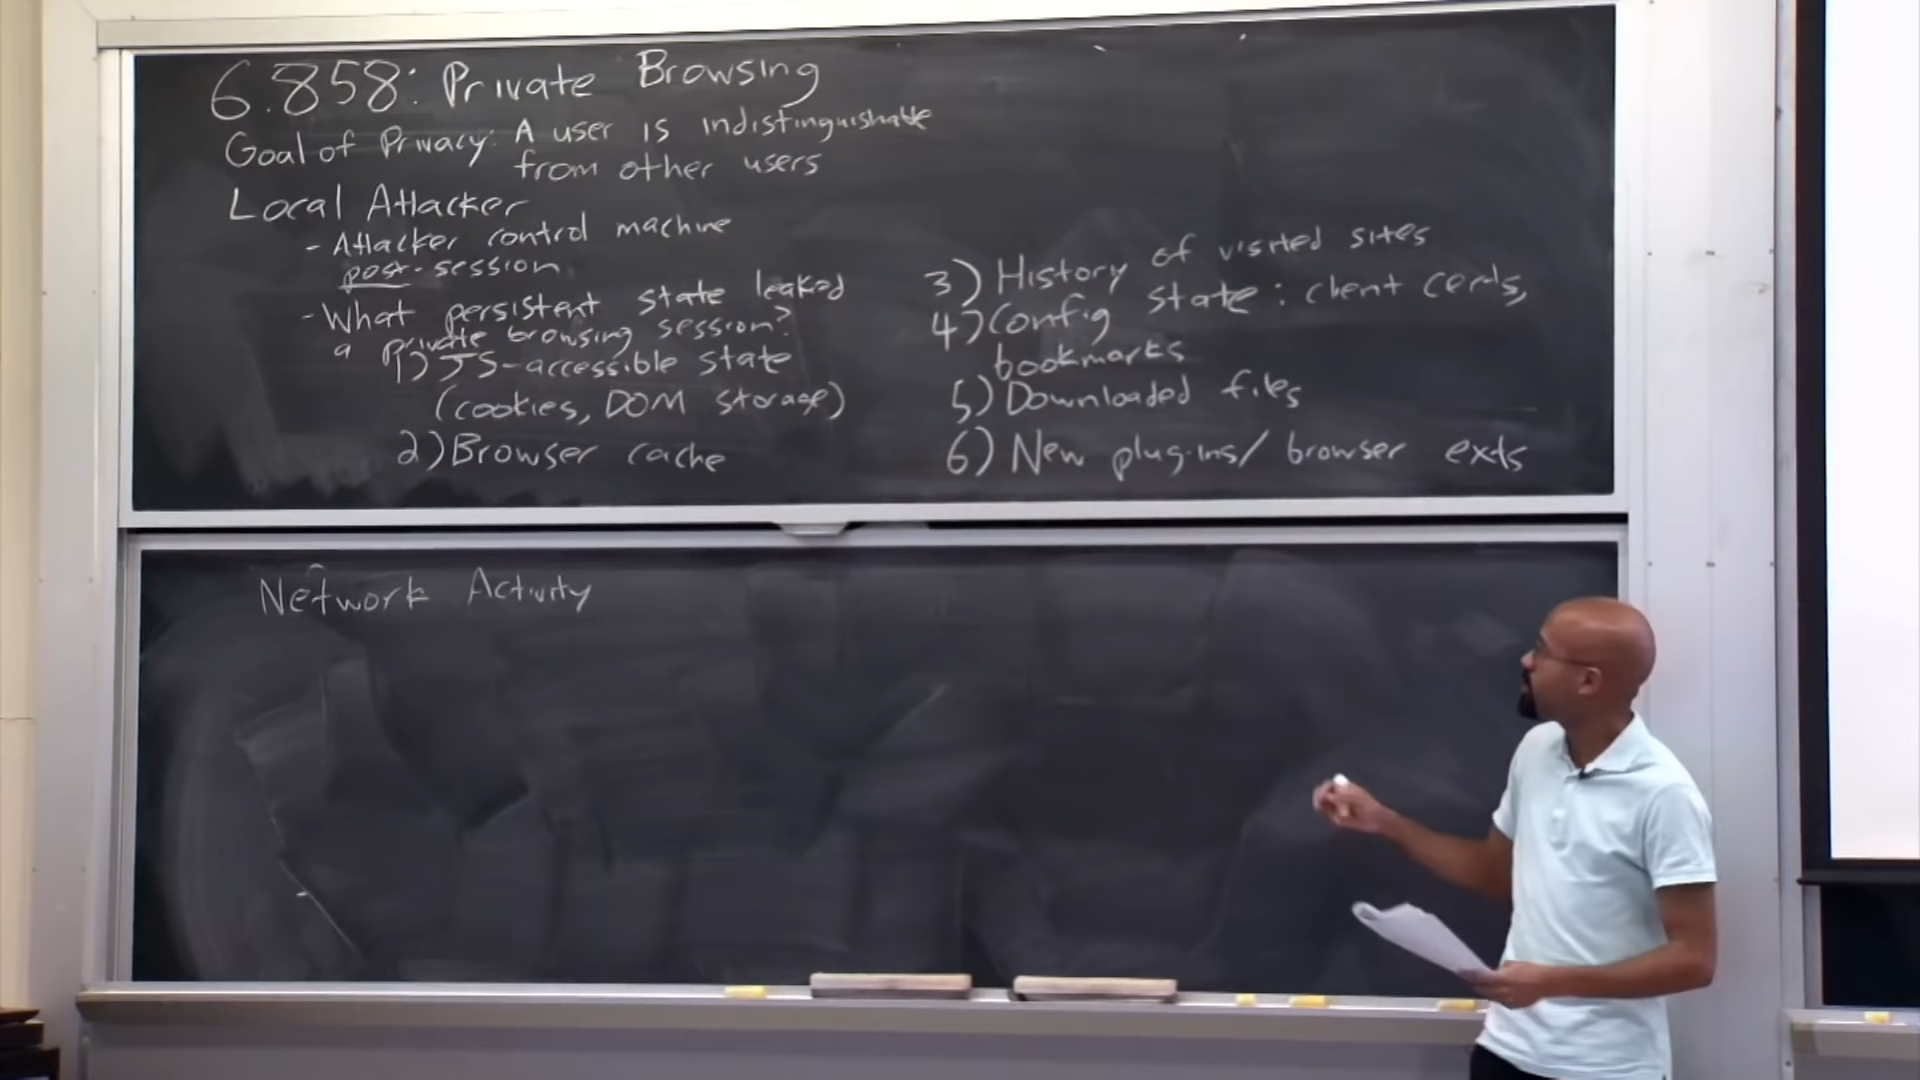 6.858: Private Browsing
Goal of Privacy: A user is indistinguishable
from other users
Local Attacker
- Attacker control machine
post-session
- What persistent state leaked
a private browsing session?
1) JS-accessible state
(cookies, DOM storage)
2) Browser cache
3) History of visited sites
4) Config state: client certs,
bookmarks
5) Downloaded files
6) New plug-ins/ browser exts
Network Activity